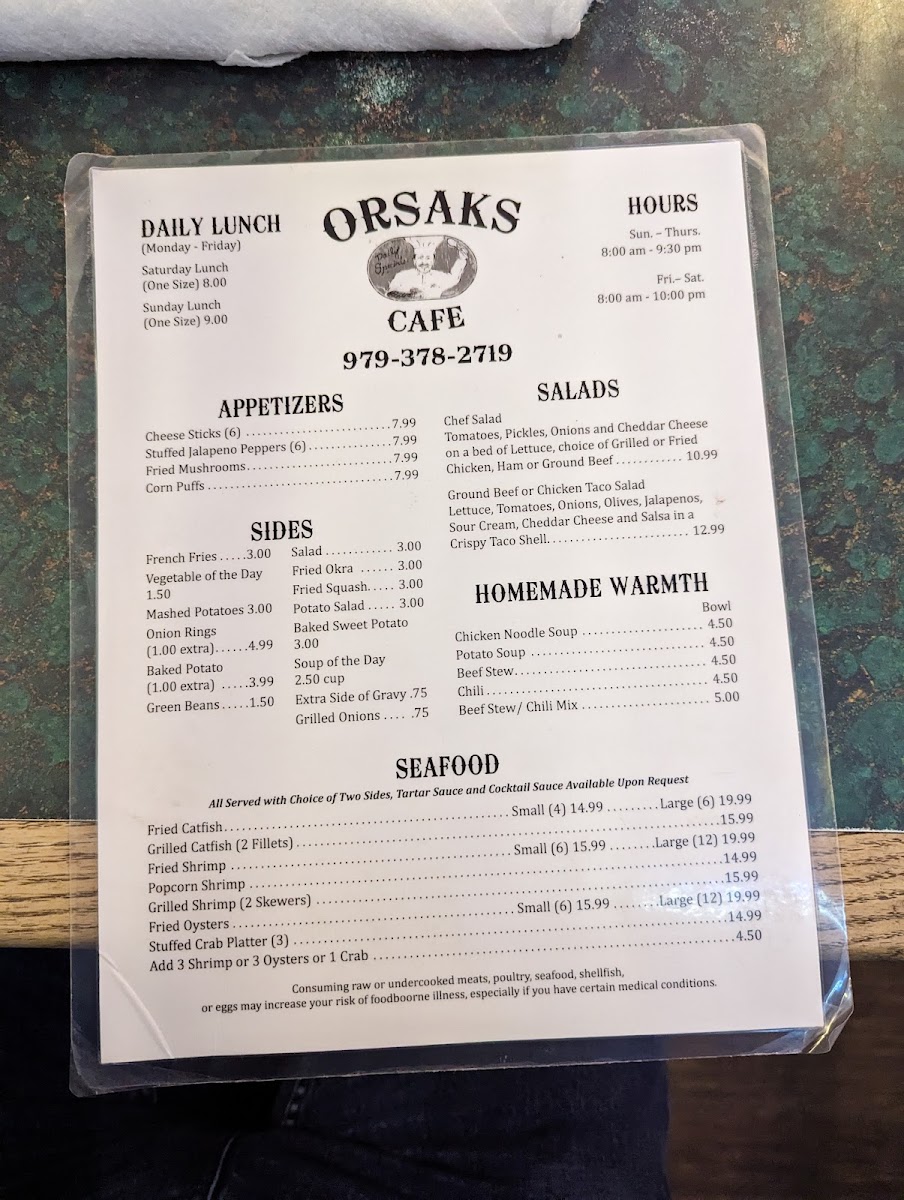 DAILY LUNCH
(Monday - Friday)
Saturday Lunch
(One Size) 8.00
Sunday Lunch
(One Size) 9.00
ORSAKS
Daily
Specials
CAFE
979-378-2719
HOURS
Sun. – Thurs.
8:00 am - 9:30 pm
Fri.– Sat.
8:00 am - 10:00 pm
APPETIZERS
Cheese Sticks (6) ..........................7.99
Stuffed Jalapeno Peppers (6)...............7.99
Fried Mushrooms..........................7.99
Corn Puffs .................................7.99
SIDES
French Fries .....3.00
Vegetable of the Day
1.50
Mashed Potatoes 3.00
Onion Rings
(1.00 extra)......4.99
Baked Potato
(1.00 extra) .....3.99
Green Beans.....1.50
Salad ............ 3.00
Fried Okra ...... 3.00
Fried Squash..... 3.00
Potato Salad ..... 3.00
Baked Sweet Potato
3.00
Soup of the Day
2.50 cup
Extra Side of Gravy .75
Grilled Onions .... .75
SALADS
Chef Salad
Tomatoes, Pickles, Onions and Cheddar Cheese
on a bed of Lettuce, choice of Grilled or Fried
Chicken, Ham or Ground Beef ............ 10.99
Ground Beef or Chicken Taco Salad
Lettuce, Tomatoes, Onions, Olives, Jalapenos,
Sour Cream, Cheddar Cheese and Salsa in a
Crispy Taco Shell......................... 12.99
HOMEMADE WARMTH
Bowl
Chicken Noodle Soup ..................... 4.50
Potato Soup .............................. 4.50
Beef Stew................................. 4.50
Chili...................................... 4.50
Beef Stew/ Chili Mix ....................... 5.00
SEAFOOD
All Served with Choice of Two Sides, Tartar Sauce and Cocktail Sauce Available Upon Request
Fried Catfish.................................................Small (4) 14.99 .........Large (6) 19.99
Grilled Catfish (2 Fillets)........................................................................15.99
Fried Shrimp ................................................Small (6) 15.99 .......Large (12) 19.99
Popcorn Shrimp ................................................................................14.99
Grilled Shrimp (2 Skewers) ....................................................................15.99
Fried Oysters ................................................Small (6) 15.99 .......Large (12) 19.99
Stuffed Crab Platter (3) .........................................................................14.99
Add 3 Shrimp or 3 Oysters or 1 Crab .............................................................4.50
Consuming raw or undercooked meats, poultry, seafood, shellfish,
or eggs may increase your risk of foodboorne illness, especially if you have certain medical conditions.